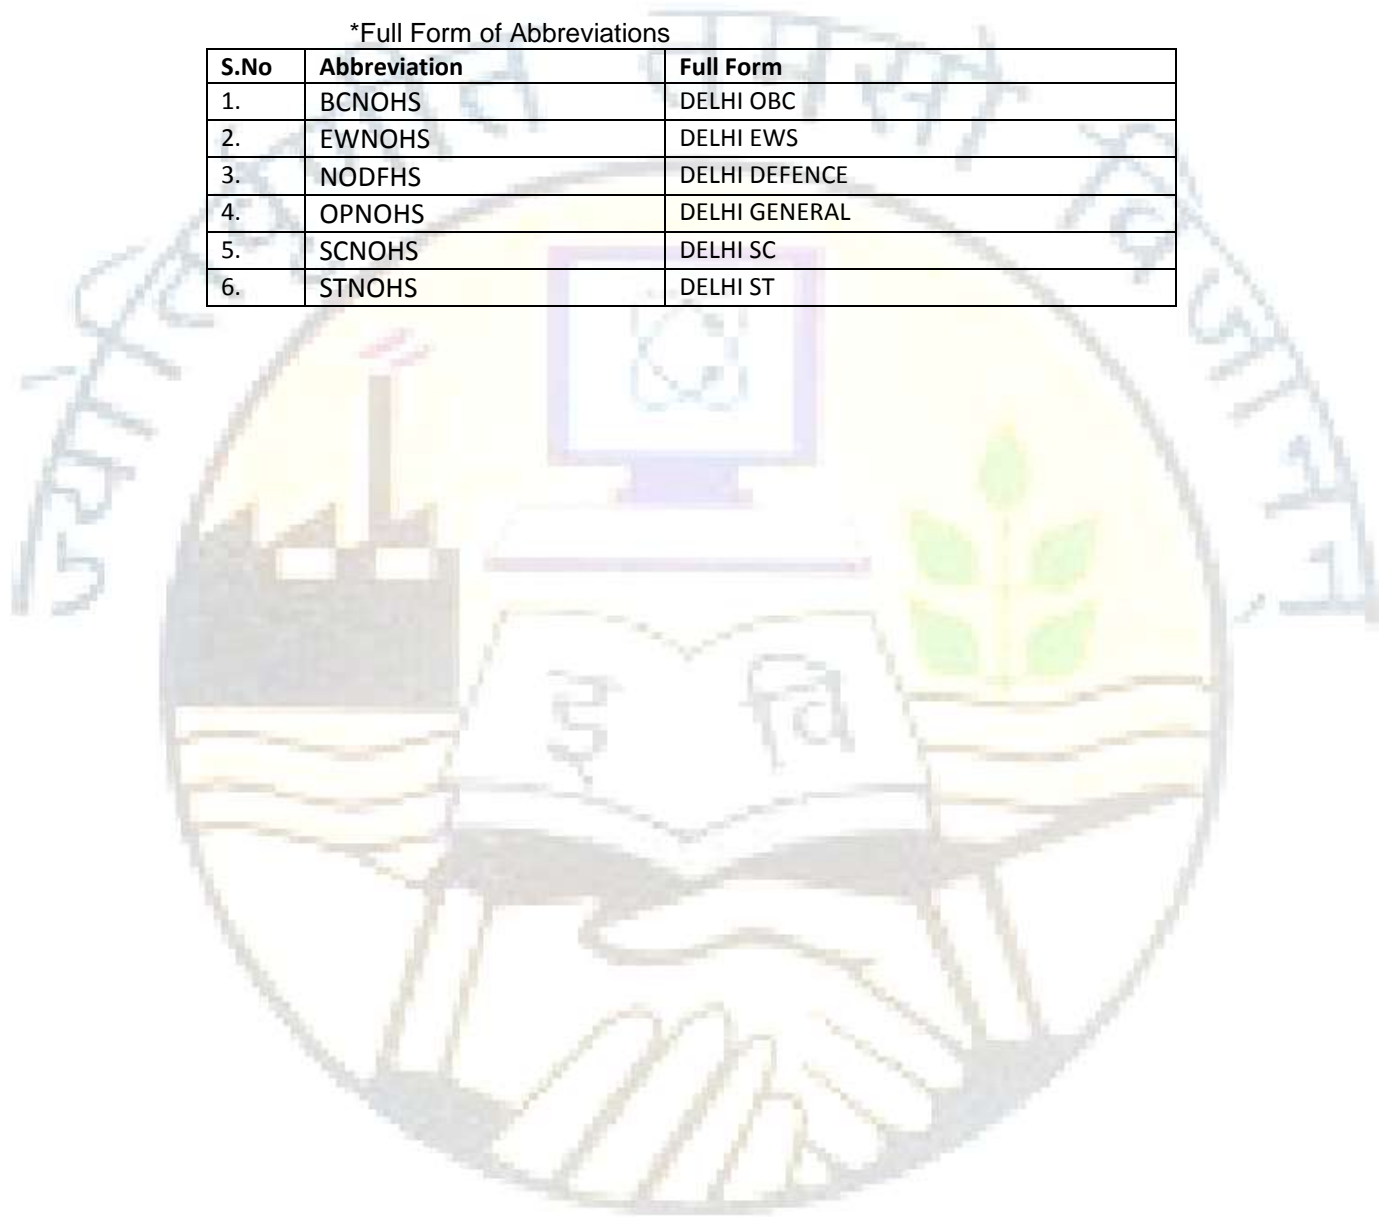 *Full Form of Abbreviations
S.No Abbreviation Full Form
1. BCNOHS DELHI OBC
2. EWNOHS DELHI EWS
3. NODFHS DELHI DEFENCE
4. OPNOHS DELHI GENERAL
5. SCNOHS DELHI SC
6. STNOHS DELHI ST
इ वि